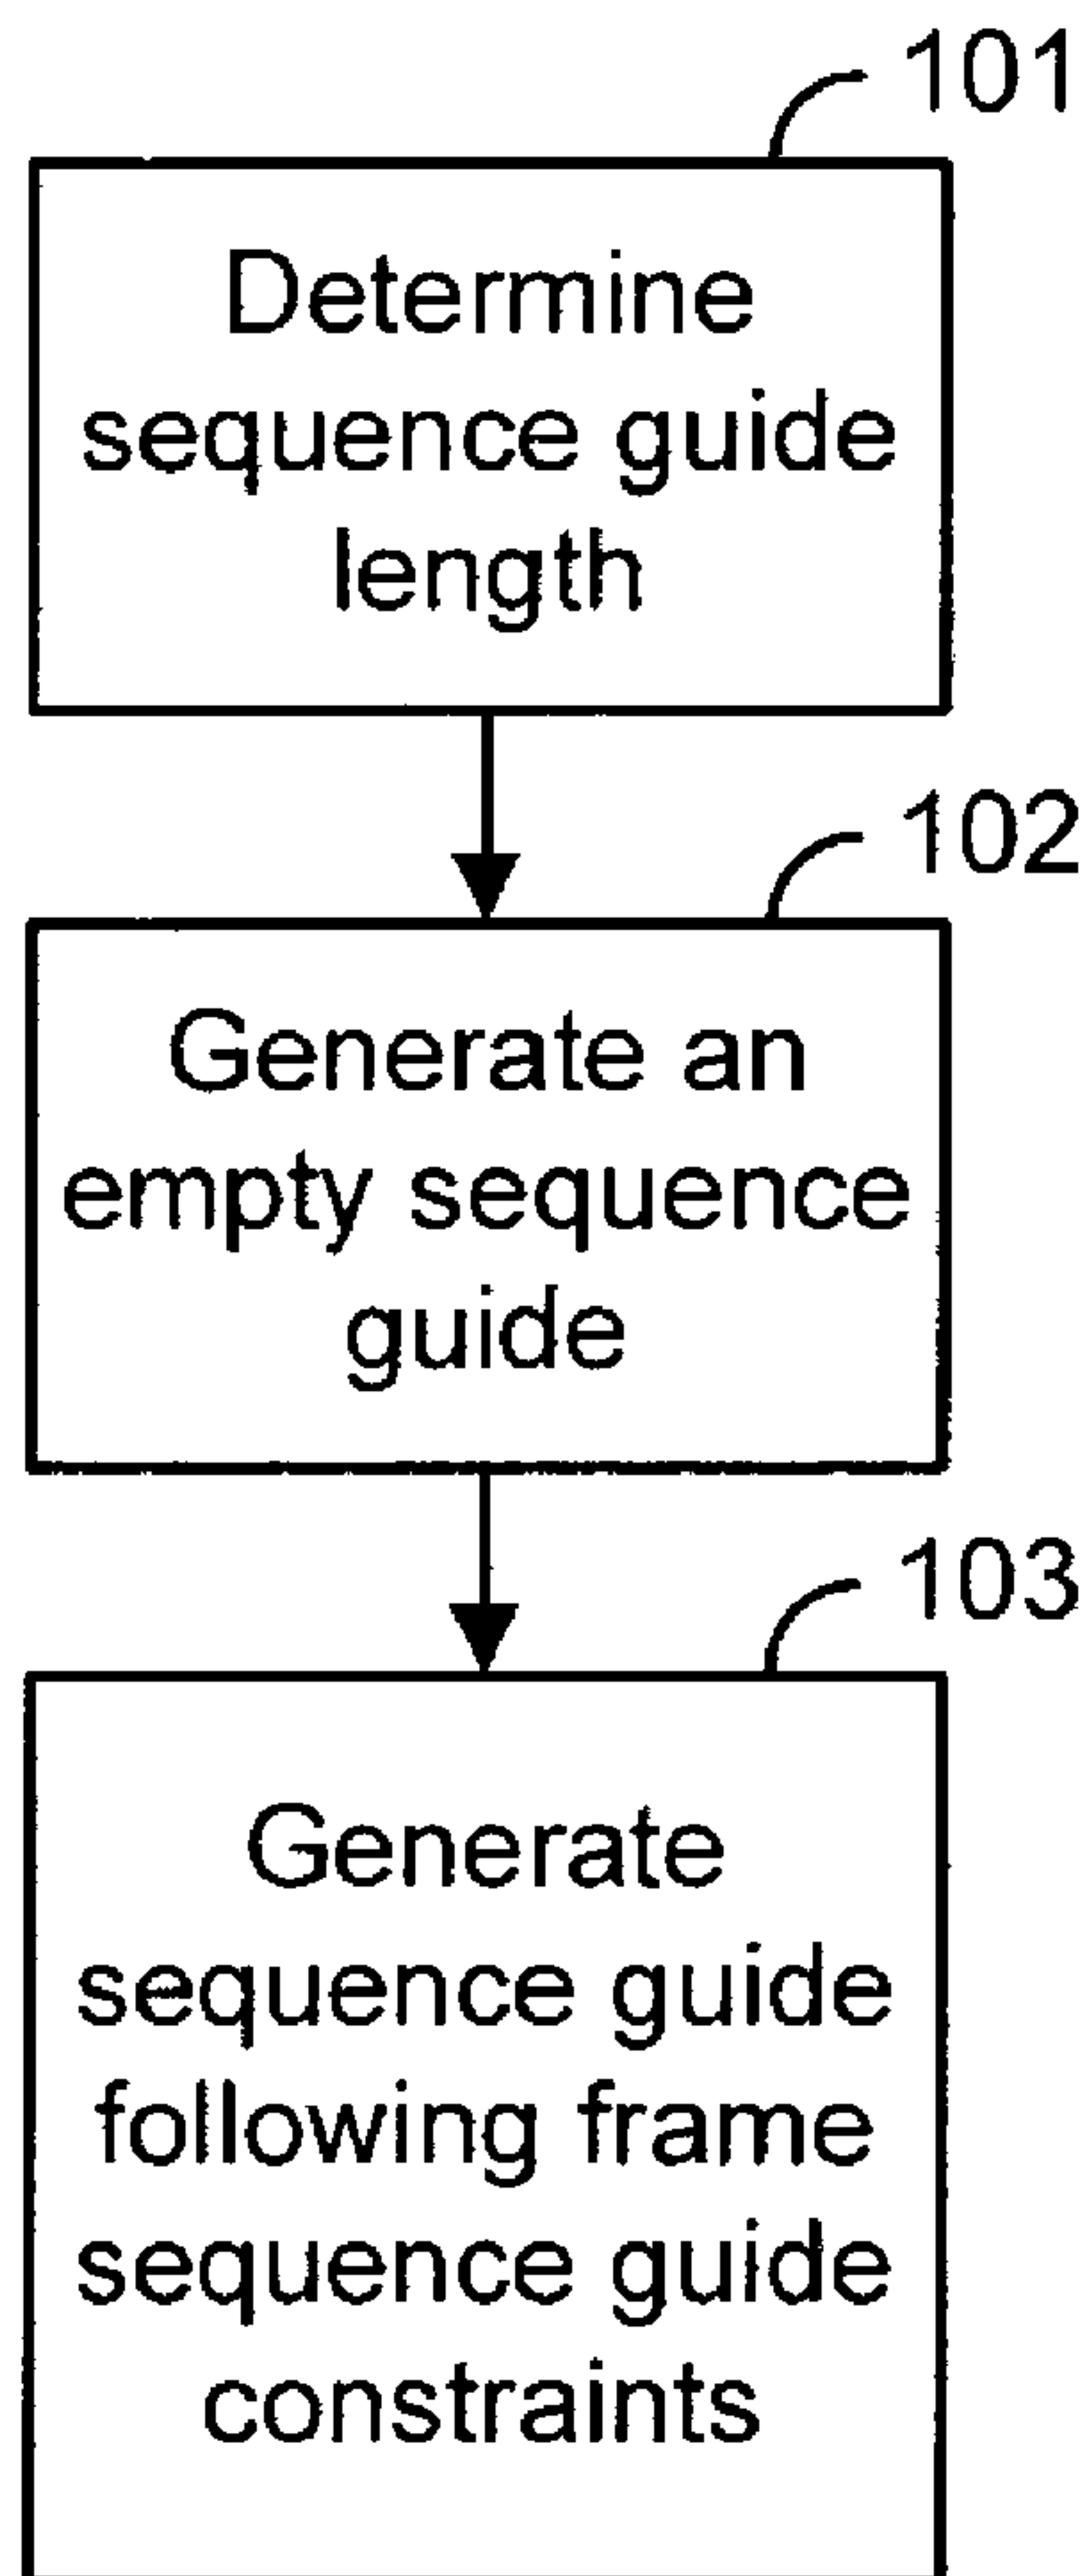 101
Determine
sequence guide
length
102
Generate an
empty sequence
guide
103
Generate
sequence guide
following frame
sequence guide
constraints